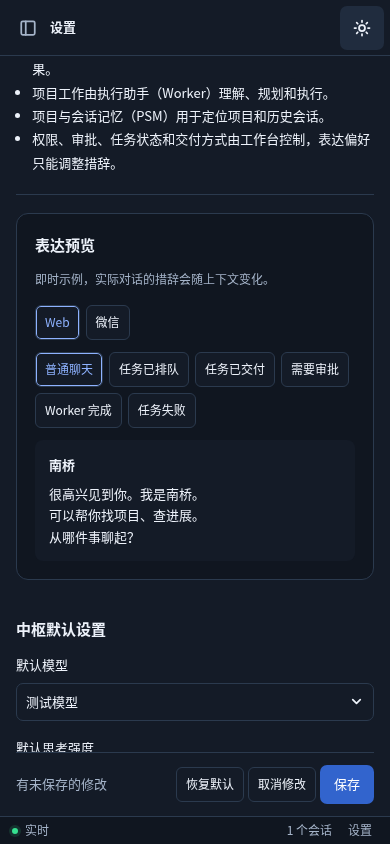 设置
果。
项目工作由执行助手（Worker）理解、规划和执行。
项目与会话记忆（PSM）用于定位项目和历史会话。
权限、审批、任务状态和交付方式由工作台控制，表达偏好
只能调整措辞。
表达预览
即时示例，实际对话的措辞会随上下文变化。
Web 微信
普通聊天 任务已排队 任务已交付 需要审批
Worker 完成 任务失败
南桥
很高兴见到你。我是南桥。
可以帮你找项目、查进展。
从哪件事聊起？
中枢默认设置
默认模型
测试模型
默认思考强度
有未保存的修改 恢复默认 取消修改 保存
实时 1 个会话 设置